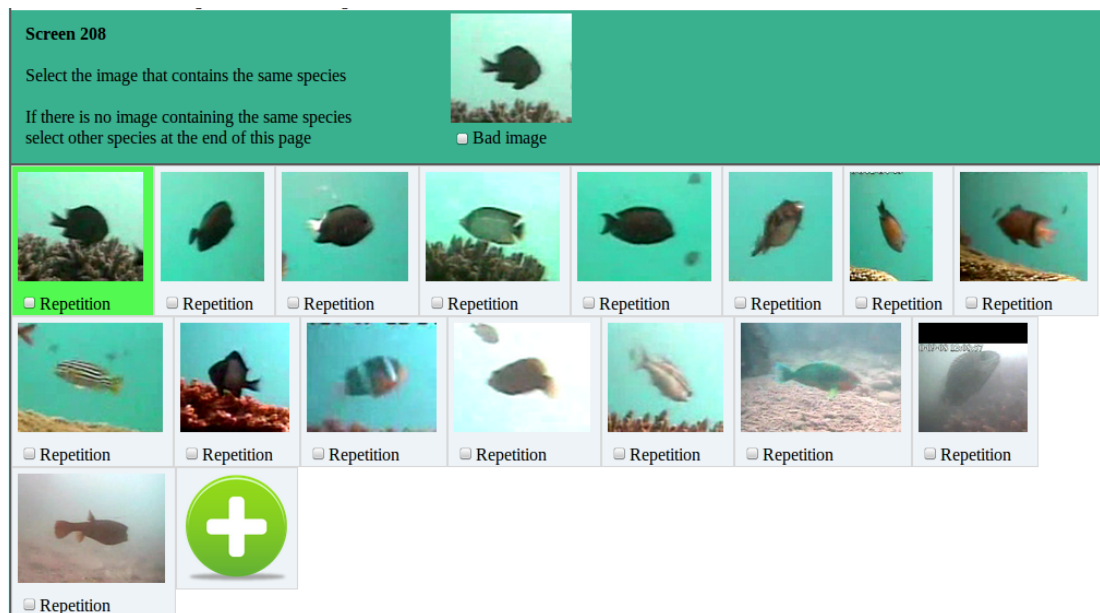 Screen 208
Select the image that contains the same species
If there is no image containing the same species
select other species at the end of this page
Bad image
Repetition Repetition Repetition Repetition Repetition Repetition Repetition Repetition
Repetition Repetition Repetition Repetition Repetition Repetition Repetition
Repetition